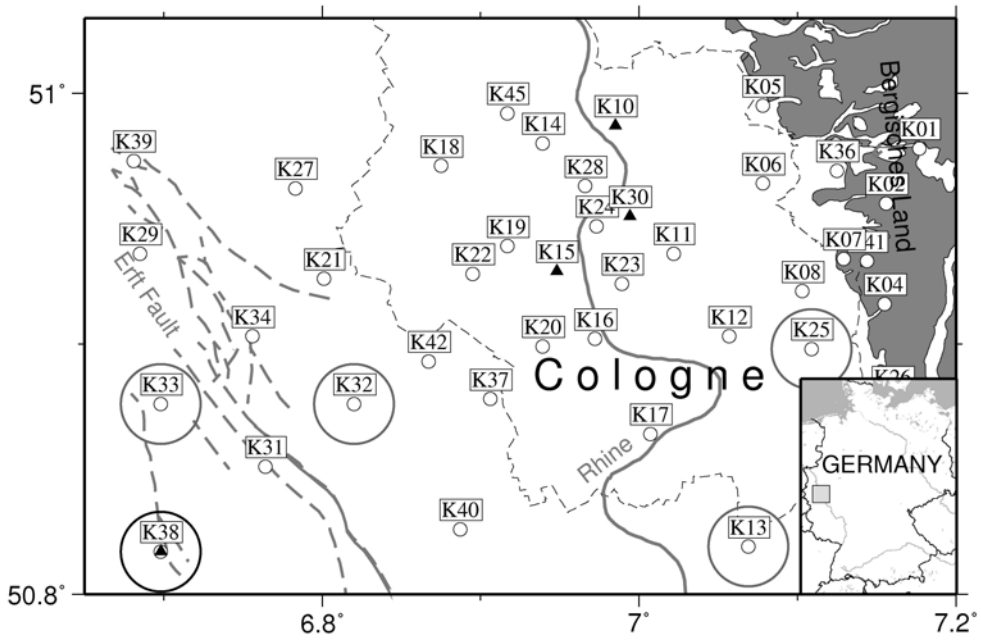 51°
50.8°
6.8°
7°
7.2°
K05
K45
K10
K14
K01
K39
K18
K36
K27
K28
K06
K02
K30
K24
K19
K11
K07
41
K29
K22
K15
K21
K23
K08
K04
K34
K16
K12
K20
K25
K42
K33
K32
K37
K26
K17
K31
K40
K38
K13
Bergisches Land
Erft Fault
Cologne
Rhine
GERMANY